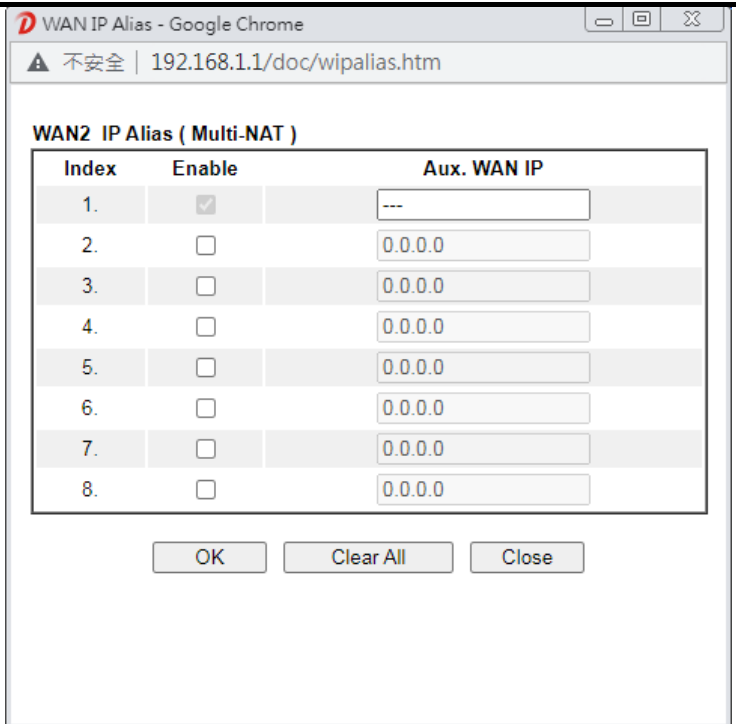 WAN IP Alias - Google Chrome
不安全 | 192.168.1.1/doc/wipalias.htm
WAN2 IP Alias ( Multi-NAT )
Index Enable Aux. WAN IP
1. ---
2. 0.0.0.0
3. 0.0.0.0
4. 0.0.0.0
5. 0.0.0.0
6. 0.0.0.0
7. 0.0.0.0
8. 0.0.0.0
OK Clear All Close